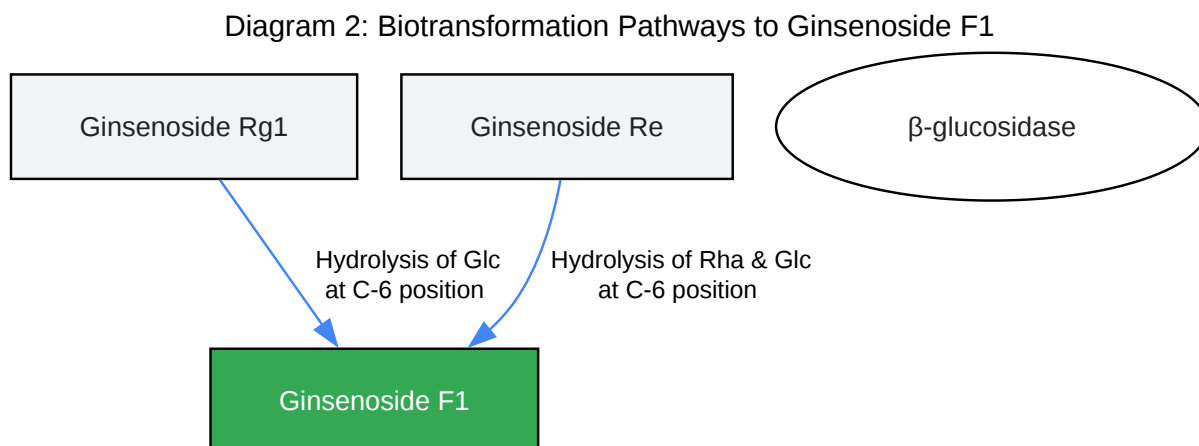 Diagram 2: Biotransformation Pathways to Ginsenoside F1
Ginsenoside Rg1
Ginsenoside Re
β-glucosidase
Hydrolysis of Glc
at C-6 position
Hydrolysis of Rha & Glc
at C-6 position
Ginsenoside F1